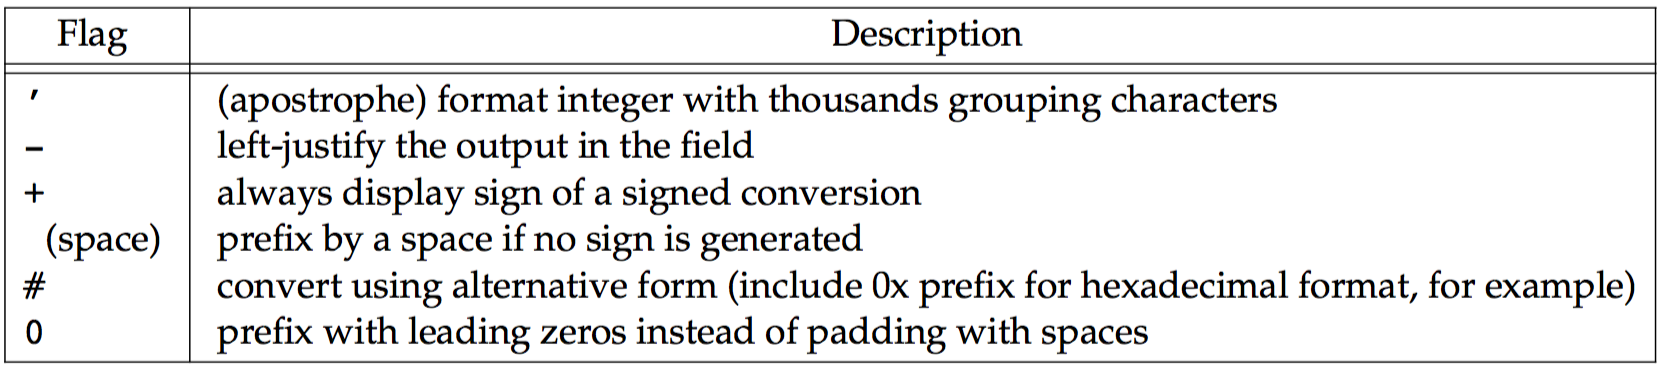 Flag Description
' (apostrophe) format integer with thousands grouping characters
- left-justify the output in the field
+ always display sign of a signed conversion
(space) prefix by a space if no sign is generated
# convert using alternative form (include 0x prefix for hexadecimal format, for example)
0 prefix with leading zeros instead of padding with spaces